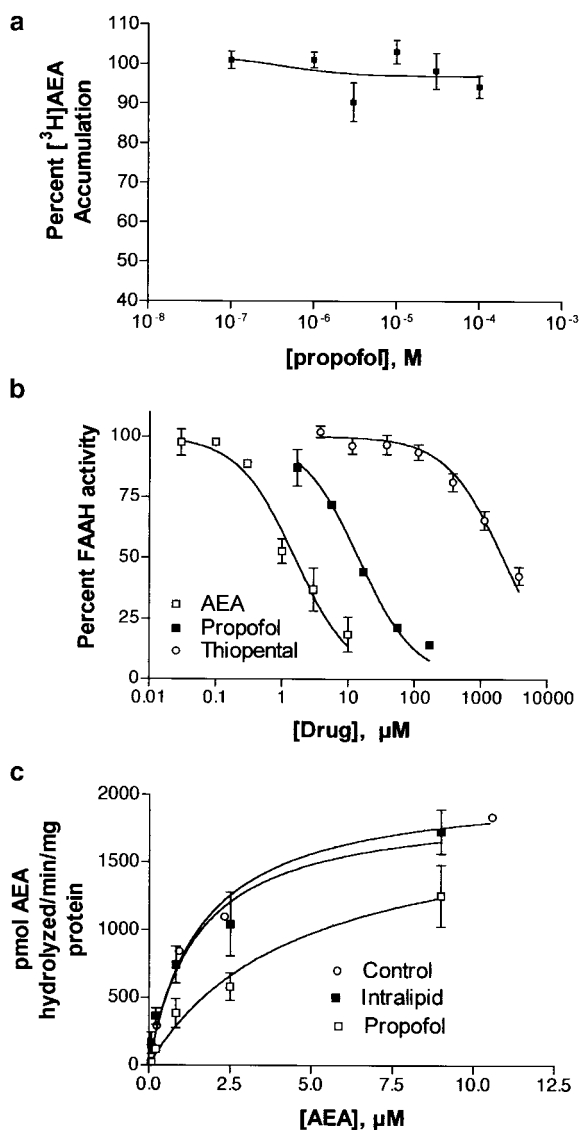 a
110
100
90
80
70
60
50
40
Percent [³H]AEA
Accumulation
10⁻⁸ 10⁻⁷ 10⁻⁶ 10⁻⁵ 10⁻⁴ 10⁻³
[propofol], M
b
100
75
50
25
0
Percent FAAH activity
AEA
Propofol
Thiopental
0.01 0.1 1 10 100 1000 10000
[Drug], µM
c
2000
1500
1000
500
0
pmol AEA
hydrolyzed/min/mg
protein
Control
Intralipid
Propofol
0.0 2.5 5.0 7.5 10.0 12.5
[AEA], µM